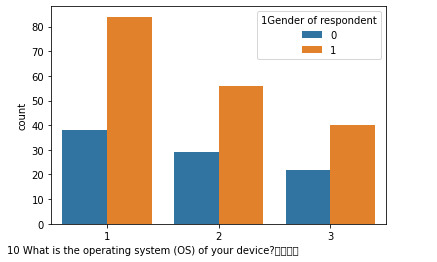 1Gender of respondent
0
1
80
70
60
50
40
30
20
10
0
count
1 2 3
10 What is the operating system (OS) of your device?